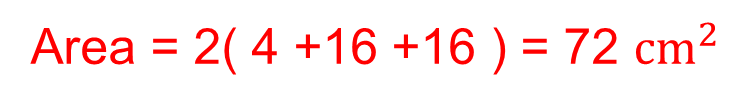 Area = 2( 4 +16 +16 ) = 72 cm²